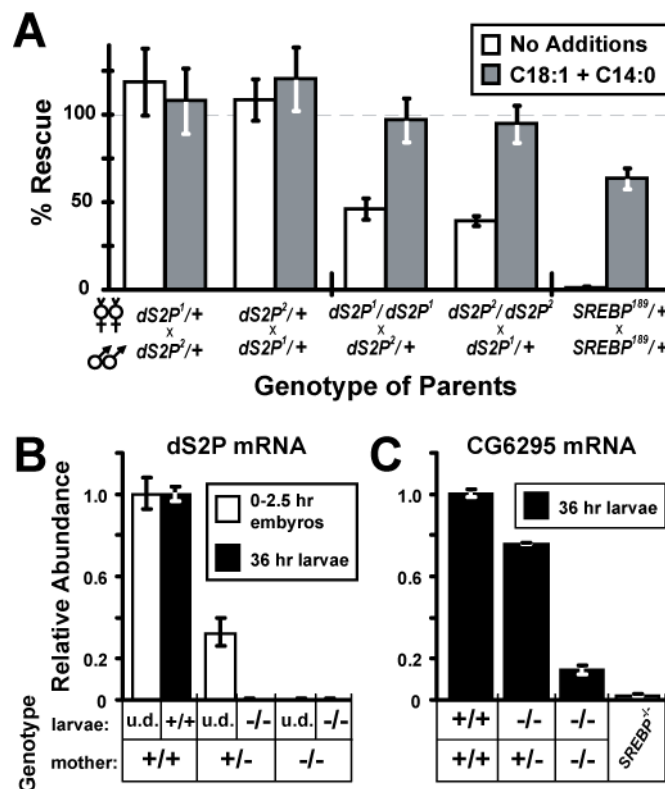 A
No Additions
C18:1 + C14:0
% Rescue
100
50
0
dS2P¹/+ dS2P²/+ dS2P¹/dS2P¹ dS2P²/dS2P² SREBP¹⁸⁹/+
x x x x x
dS2P²/+ dS2P¹/+ dS2P²/+ dS2P¹/+ SREBP¹⁸⁹/+
Genotype of Parents
B dS2P mRNA
Relative Abundance
1.0
0.6
0.2
0
0-2.5 hr
embyros
36 hr larvae
Genotype
larvae: u.d. +/+ u.d. -/- u.d. -/-
mother: +/+ +/- -/-
C CG6295 mRNA
36 hr larvae
1.0
0.6
0.2
0
+/+ -/- -/- SREBP-/-
+/+ +/- -/-